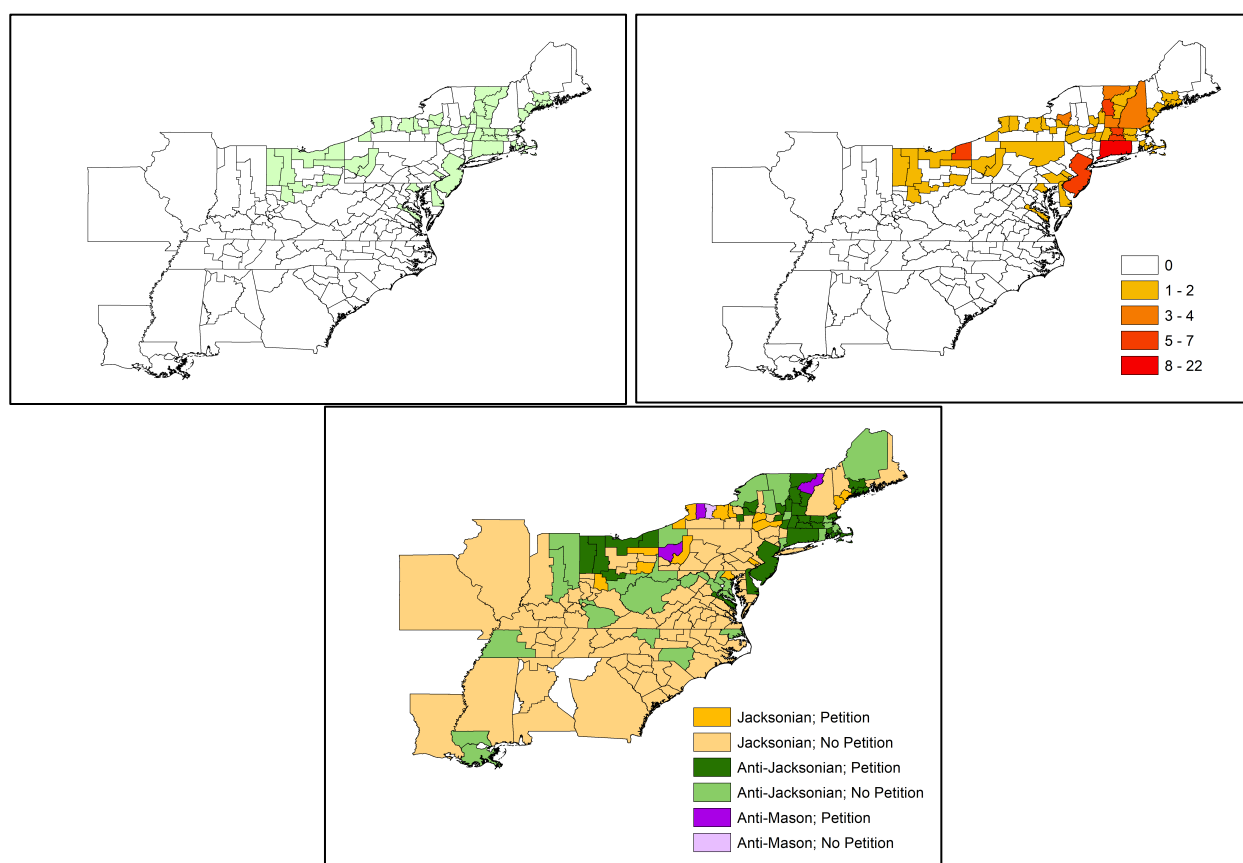 0
1 - 2
3 - 4
5 - 7
8 - 22
Jacksonian; Petition
Jacksonian; No Petition
Anti-Jacksonian; Petition
Anti-Jacksonian; No Petition
Anti-Mason; Petition
Anti-Mason; No Petition